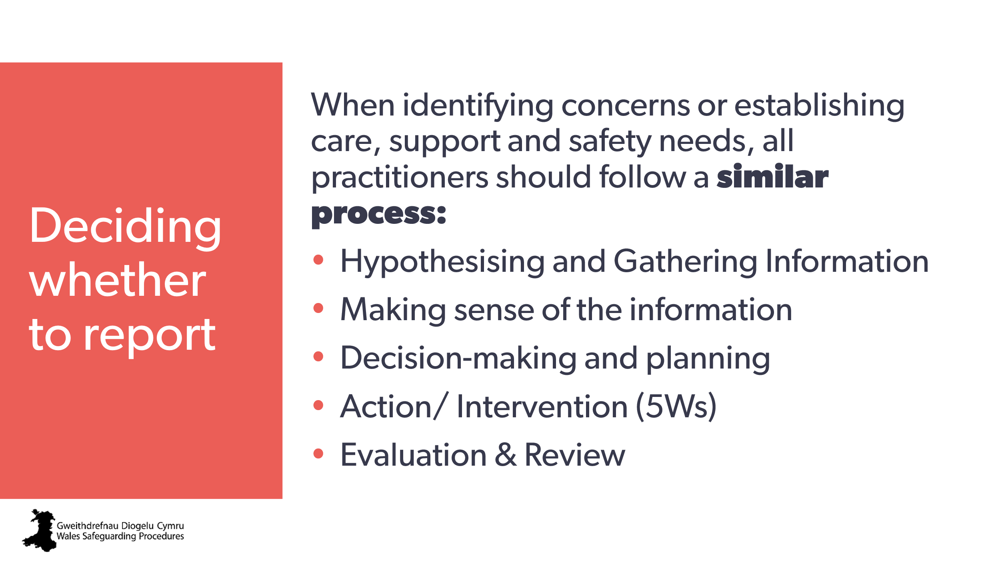 Deciding
whether
to report
When identifying concerns or establishing
care, support and safety needs, all
practitioners should follow a similar
process:
• Hypothesising and Gathering Information
• Making sense of the information
• Decision-making and planning
• Action/ Intervention (5Ws)
• Evaluation & Review
Gweithdrefnau Diogelu Cymru
Wales Safeguarding Procedures